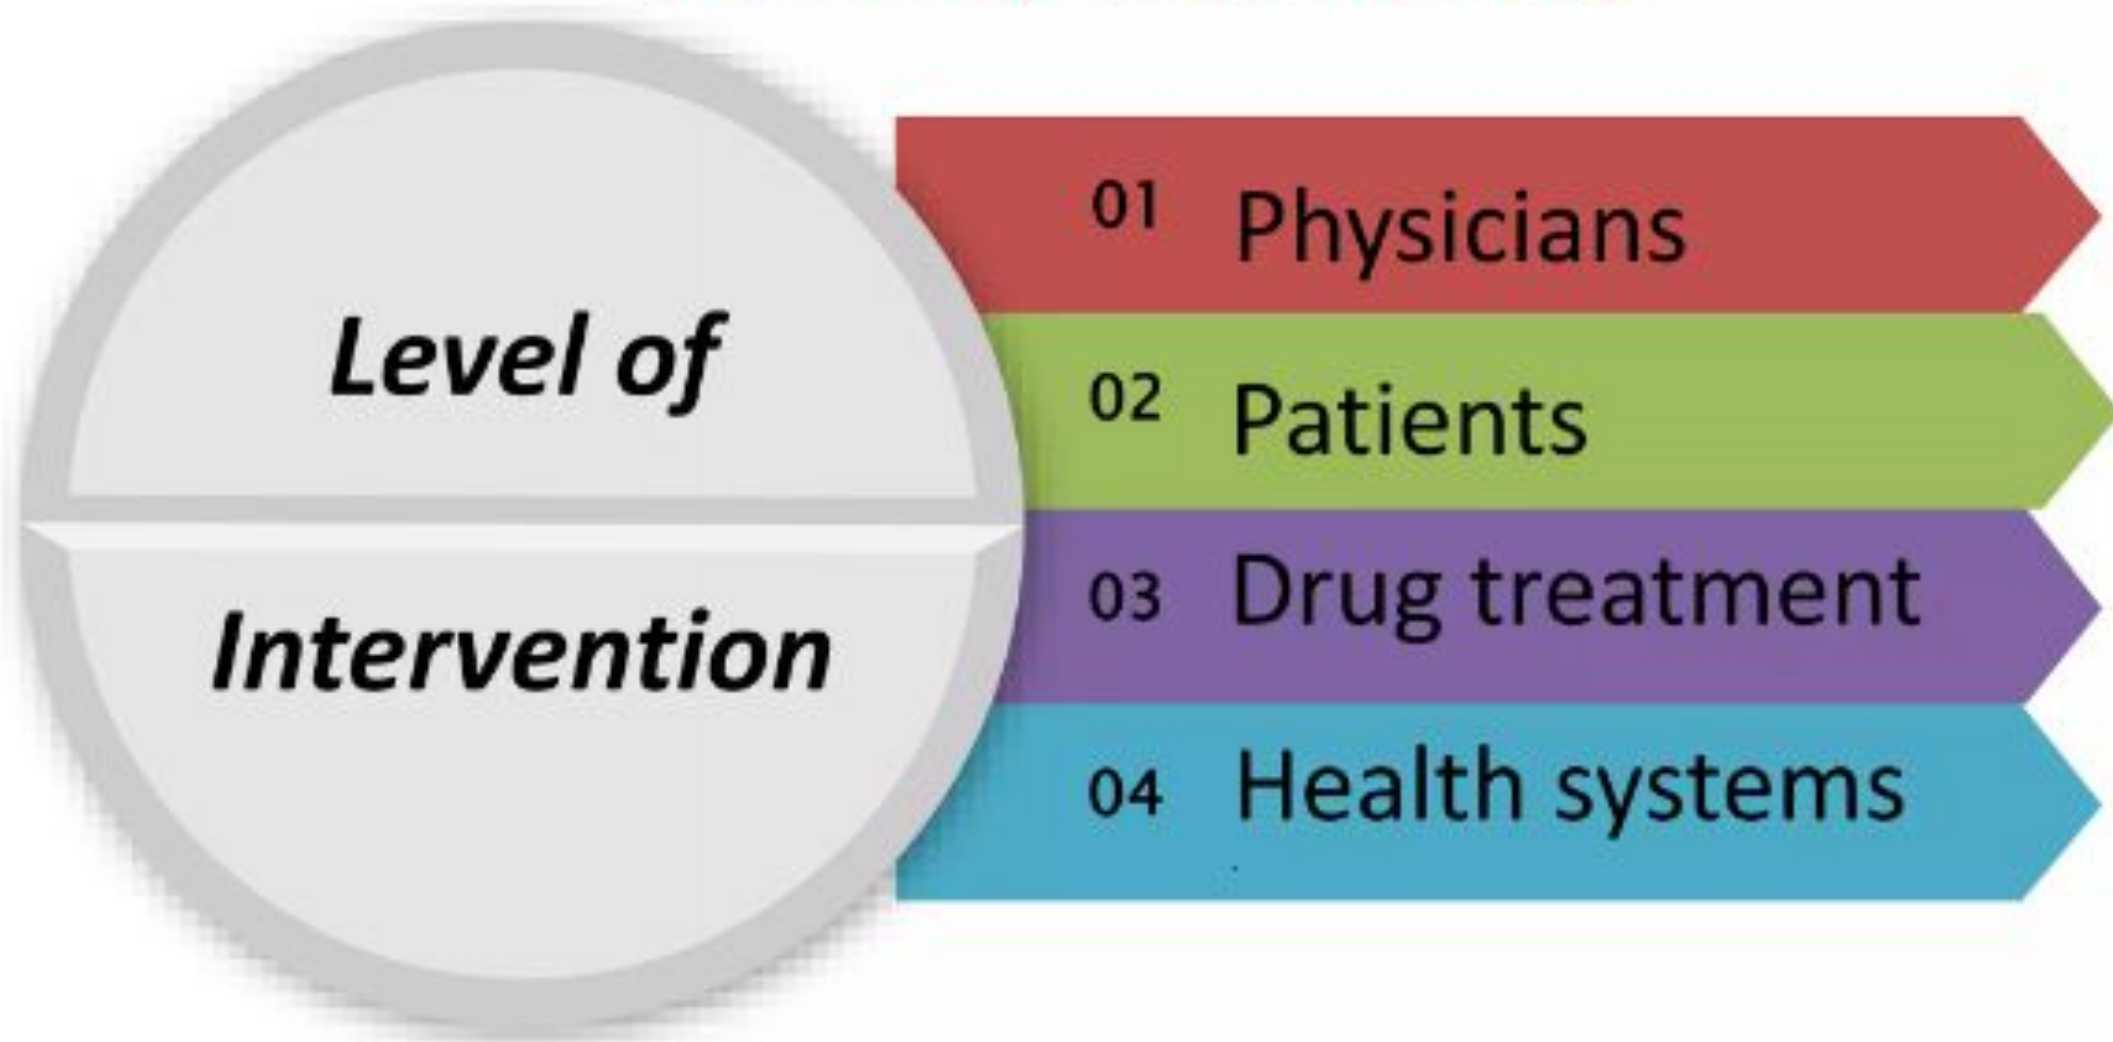 Level of
Intervention
01 Physicians
02 Patients
03 Drug treatment
04 Health systems